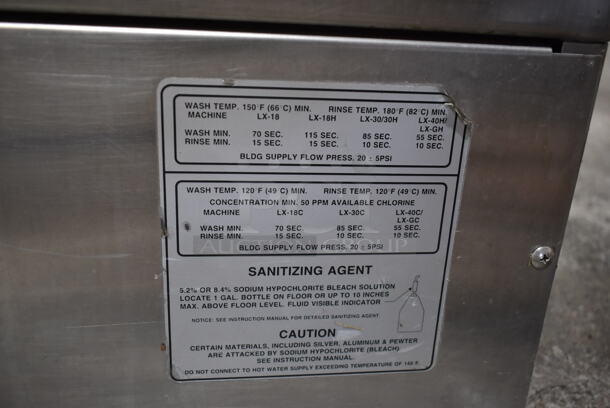 WASH TEMP. 150°F (66°C) MIN. RINSE TEMP. 180°F (82°C) MIN.
MACHINE LX-18 LX-18H LX-30/30H LX-40H/
LX-GH
WASH MIN. 70 SEC. 115 SEC. 85 SEC. 55 SEC.
RINSE MIN. 15 SEC. 15 SEC. 10 SEC. 10 SEC.
BLDG SUPPLY FLOW PRESS. 20 ± 5PSI
WASH TEMP. 120°F (49°C) MIN. RINSE TEMP. 120°F (49°C) MIN.
CONCENTRATION MIN. 50 PPM AVAILABLE CHLORINE
MACHINE LX-18C LX-30C LX-40C/
LX-GC
WASH MIN. 70 SEC. 85 SEC. 55 SEC.
RINSE MIN. 15 SEC. 10 SEC. 10 SEC.
BLDG SUPPLY FLOW PRESS. 20 ± 5PSI
SANITIZING AGENT
5.2% OR 8.4% SODIUM HYPOCHLORITE BLEACH SOLUTION
LOCATE 1 GAL. BOTTLE ON FLOOR OR UP TO 10 INCHES
MAX. ABOVE FLOOR LEVEL. FLUID VISIBLE INDICATOR
NOTICE: SEE INSTRUCTION MANUAL FOR DETAILED SANITIZING AGENT.
CAUTION
CERTAIN MATERIALS, INCLUDING SILVER, ALUMINUM & PEWTER
ARE ATTACKED BY SODIUM HYPOCHLORITE (BLEACH)
SEE INSTRUCTION MANUAL.
DO NOT CONNECT TO HOT WATER SUPPLY EXCEEDING TEMPERATURE OF 140 F.